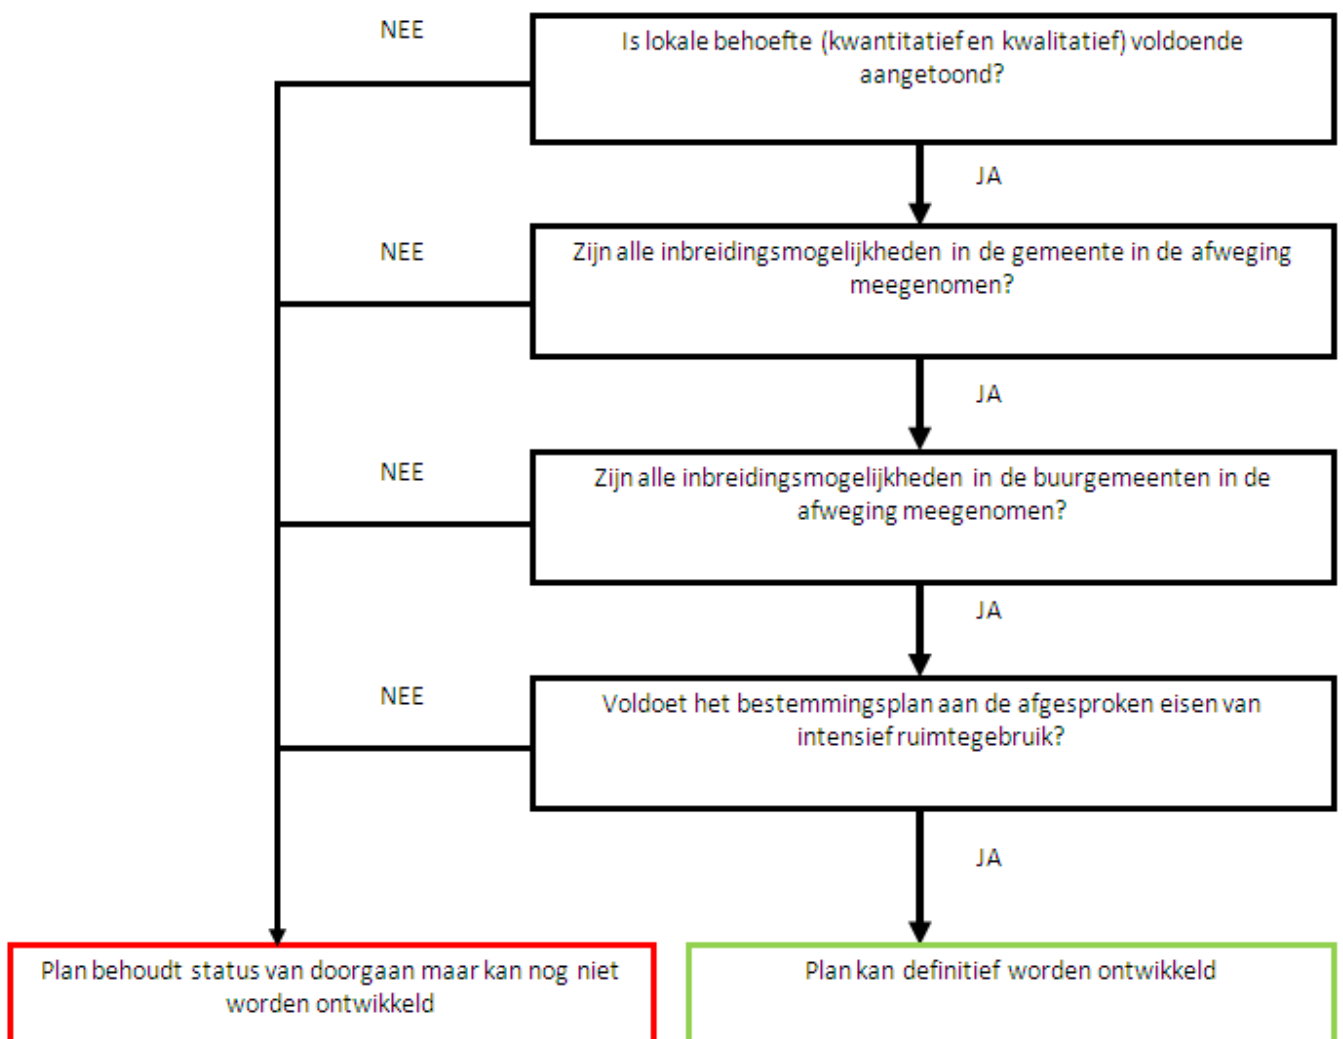 NEE
Is lokale behoefte (kwantitatief en kwalitatief) voldoende
aangetoond?
JA
NEE
Zijn alle inbreidingsmogelijkheden in de gemeente in de afweging
meegenomen?
JA
NEE
Zijn alle inbreidingsmogelijkheden in de buurgemeenten in de
afweging meegenomen?
JA
NEE
Voldoet het bestemmingsplan aan de afgesproken eisen van
intensief ruimtegebruik?
JA
Plan behoudt status van doorgaan maar kan nog niet
worden ontwikkeld
Plan kan definitief worden ontwikkeld